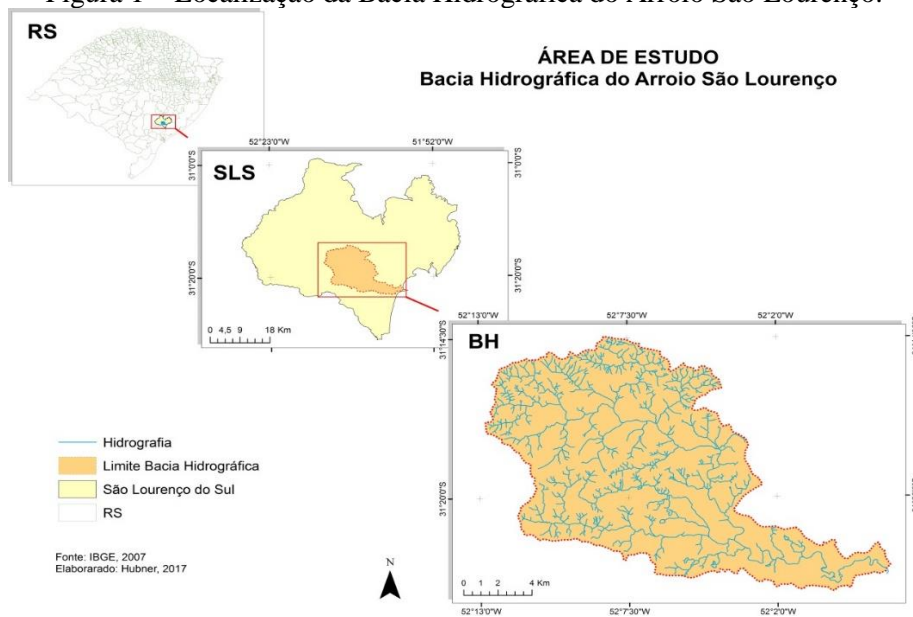 Figura 1 – Localização da Bacia Hidrográfica do Arroio São Lourenço.
RS
ÁREA DE ESTUDO
Bacia Hidrográfica do Arroio São Lourenço
52°23'0"W
51°52'0"W
SLS
31°0'0"S
31°0'0"S
31°20'0"S
31°20'0"S
0 4,5 9 18 Km
52°13'0"W
52°7'30"W
52°2'0"W
BH
31°14'30"S
31°20'0"S
Hidrografia
Limite Bacia Hidrográfica
São Lourenço do Sul
RS
Fonte: IBGE, 2007
Elaborarado: Hubner, 2017
N
0 1 2 4 Km
52°13'0"W
52°7'30"W
52°2'0"W